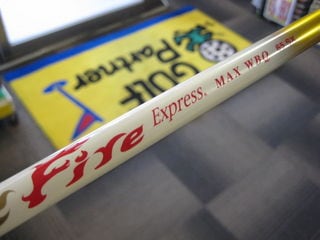 GOLF
Partner
Fire Express. MAX WBQ